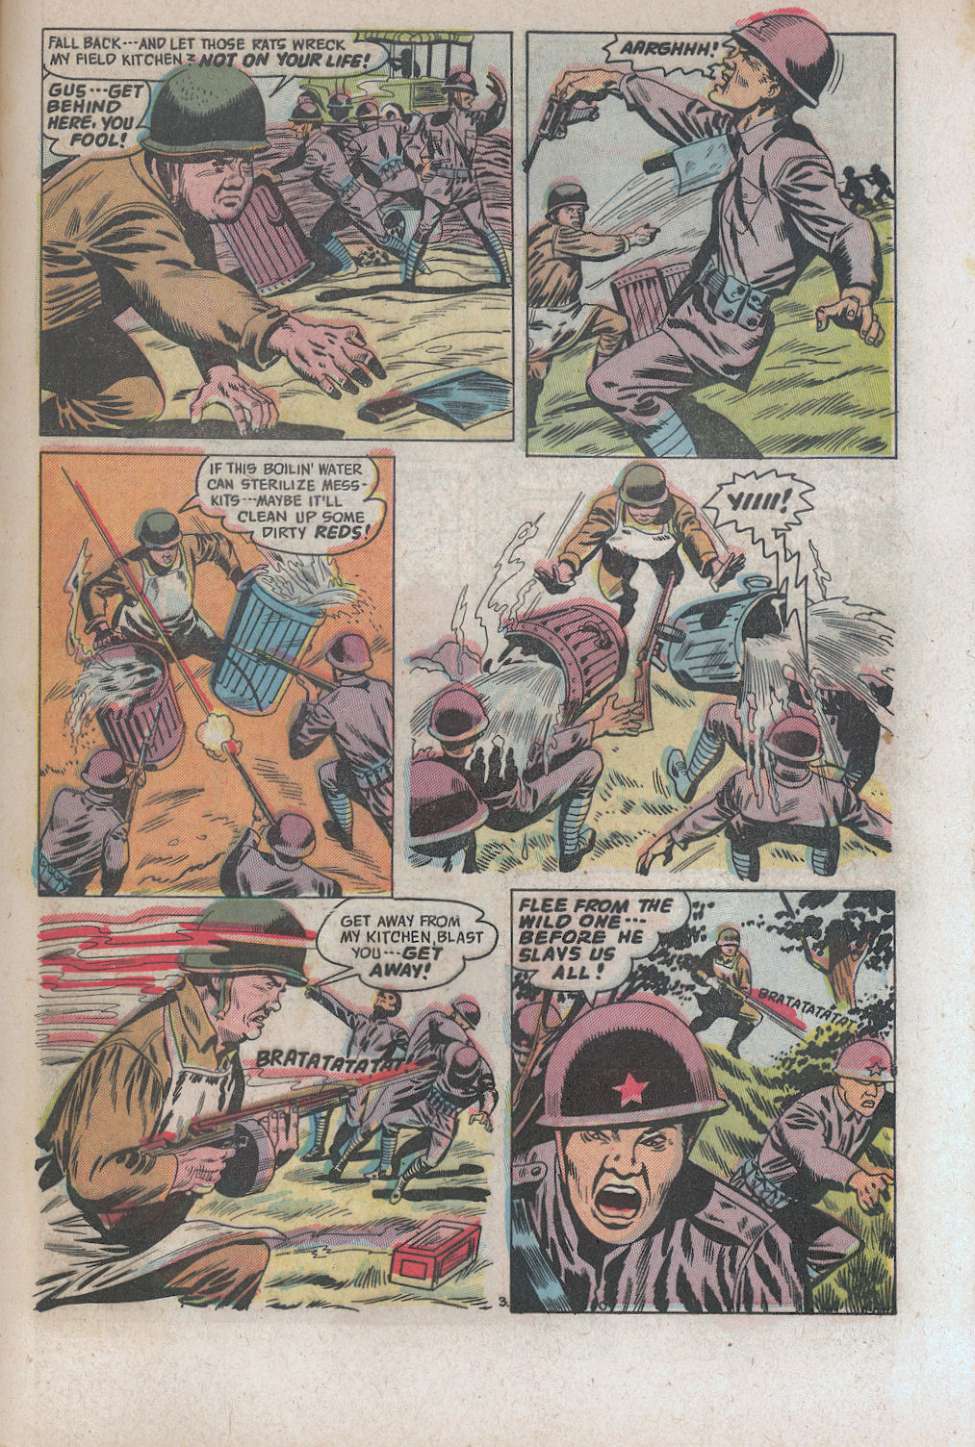 FALL BACK---AND LET THOSE RATS WRECK
MY FIELD KITCHEN? NOT ON YOUR LIFE!
GUS---GET
BEHIND
HERE, YOU
FOOL!
AARGHHH!
IF THIS BOILIN' WATER
CAN STERILIZE MESS-
KITS---MAYBE IT'LL
CLEAN UP SOME
DIRTY REDS!
YIIII!
GET AWAY FROM
MY KITCHEN, BLAST
YOU---GET
AWAY!
BRATATATATAT
FLEE FROM THE
WILD ONE---
BEFORE HE
SLAYS US
ALL!
BRATATATATAT
3